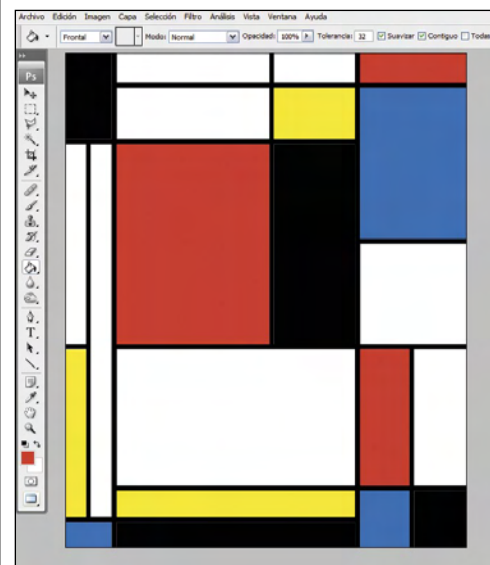 Archivo Edición Imagen Capa Selección Filtro Análisis Vista Ventana Ayuda
Frontal Modo: Normal Opacidad: 100% Tolerancia: 32 Suavizar Contiguo Todas
Ps
T